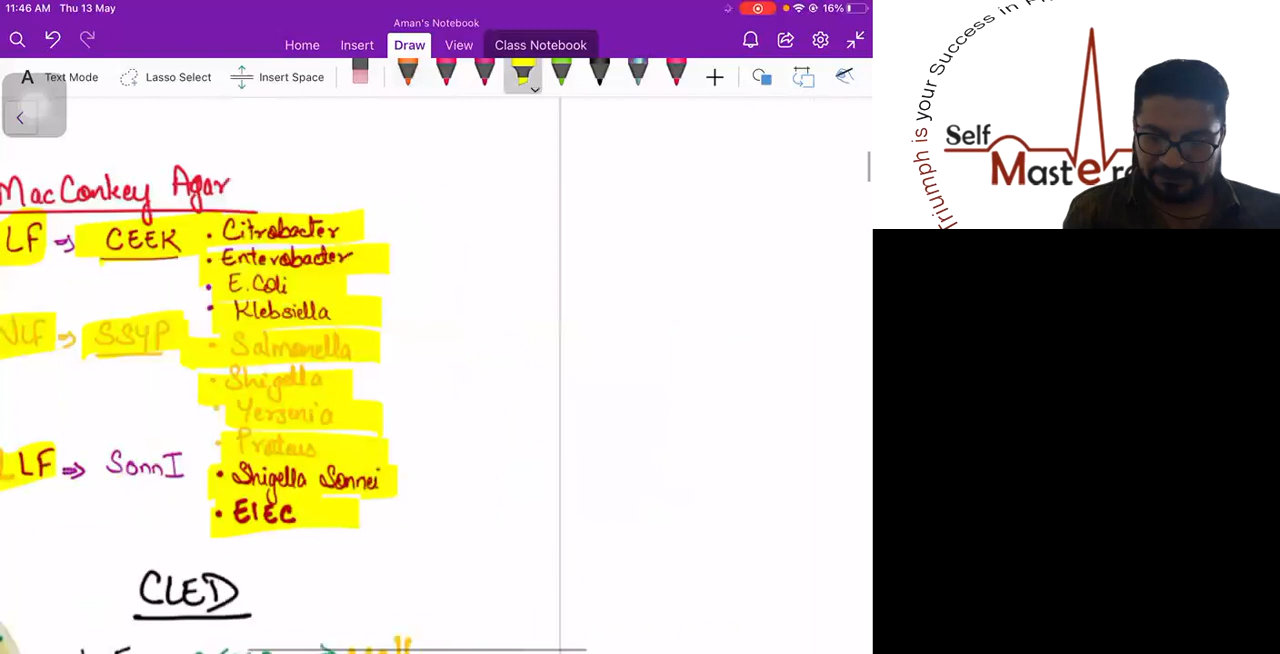 11:46 AM Thu 13 May
16%
Aman's Notebook
Home Insert Draw View Class Notebook
A Text Mode Lasso Select Insert Space
MacConkey Agar
LF ⇒ CEEK • Citrobacter
• Enterobacter
• E.Coli
• Klebsiella
NLF ⇒ SSYP • Salmonella
• Shigella
• Yersenia
• Proteus
LLF ⇒ SonnI • Shigella Sonnei
• EIEC
CLED
Triumph is your Success in
Self
Maste